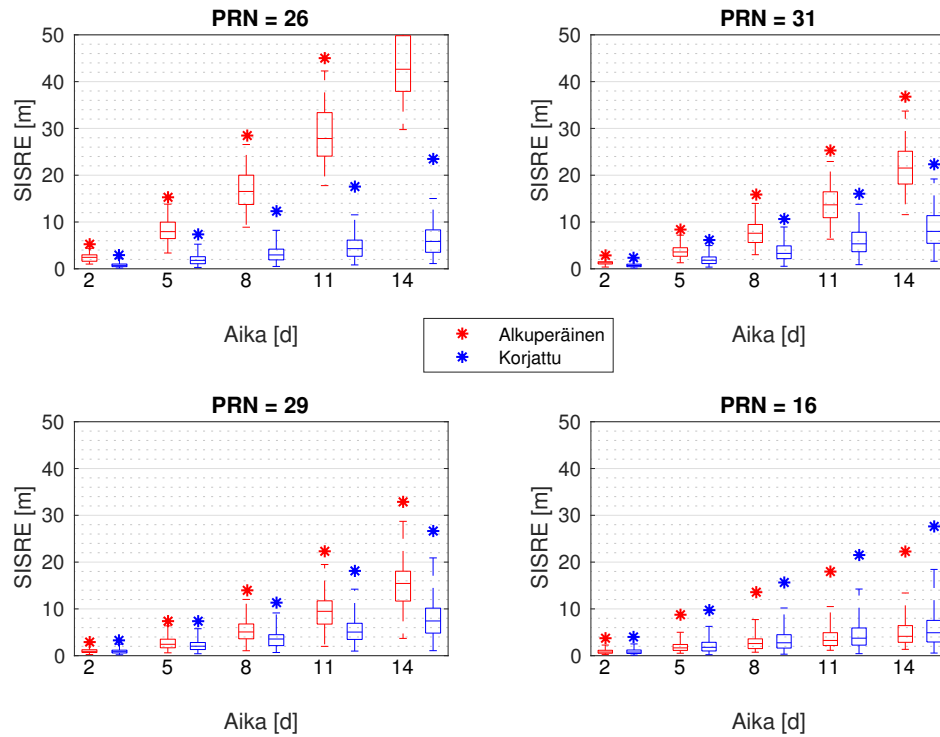 PRN = 26
50
40
30
20
10
0
SISRE [m]
2 5 8 11 14
Aika [d]
PRN = 31
50
40
30
20
10
0
SISRE [m]
2 5 8 11 14
Aika [d]
Alkuperäinen
Korjattu
PRN = 29
50
40
30
20
10
0
SISRE [m]
2 5 8 11 14
Aika [d]
PRN = 16
50
40
30
20
10
0
SISRE [m]
2 5 8 11 14
Aika [d]